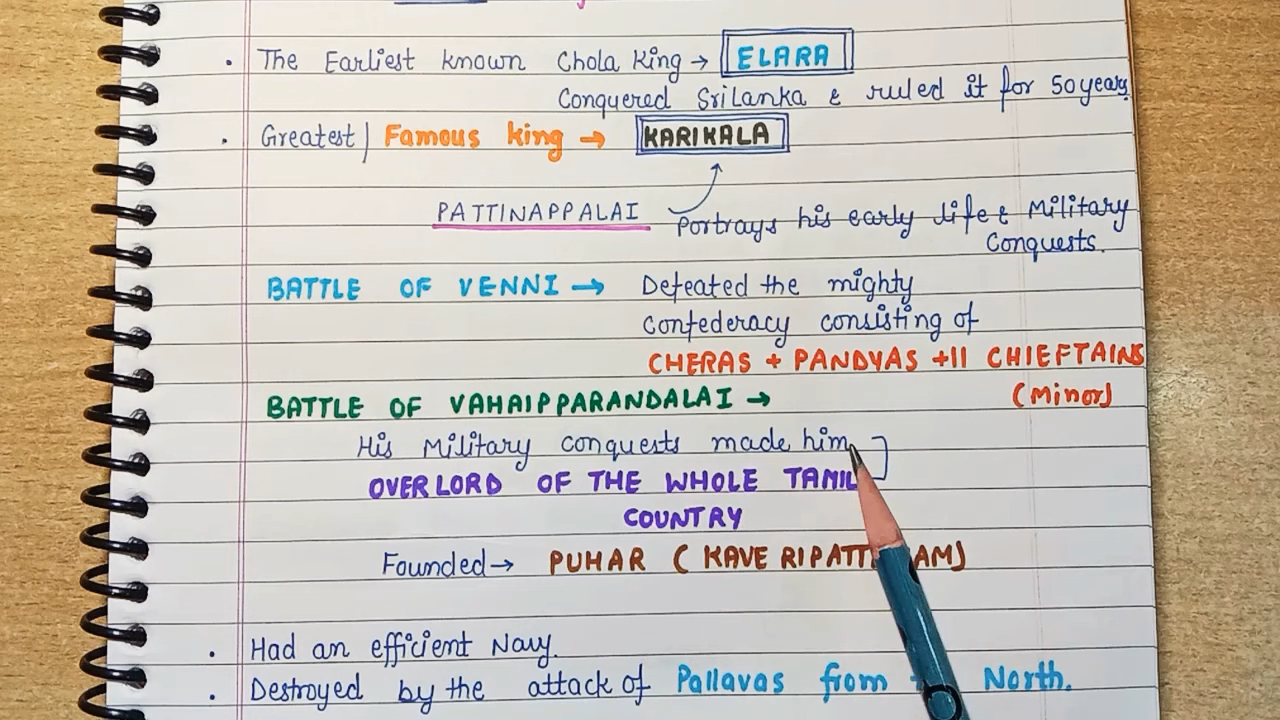 • The Earliest known Chola King → ELARA
Conquered SriLanka & ruled it for 50 years.
• Greatest / Famous king → KARIKALA
PATTINAPPALAI
Portrays his early life & Military
Conquests.
BATTLE OF VENNI → Defeated the mighty
Confederacy consisting of
CHERAS + PANDYAS + 11 CHIEFTAINS
(Minor)
BATTLE OF VAHAIPPARANDALAI →
His Military conquests made him
OVERLORD OF THE WHOLE TAMIL
COUNTRY
Founded → PUHAR (
• Had an efficient Navy.
• Destroyed by the attack of Pallavas from North.